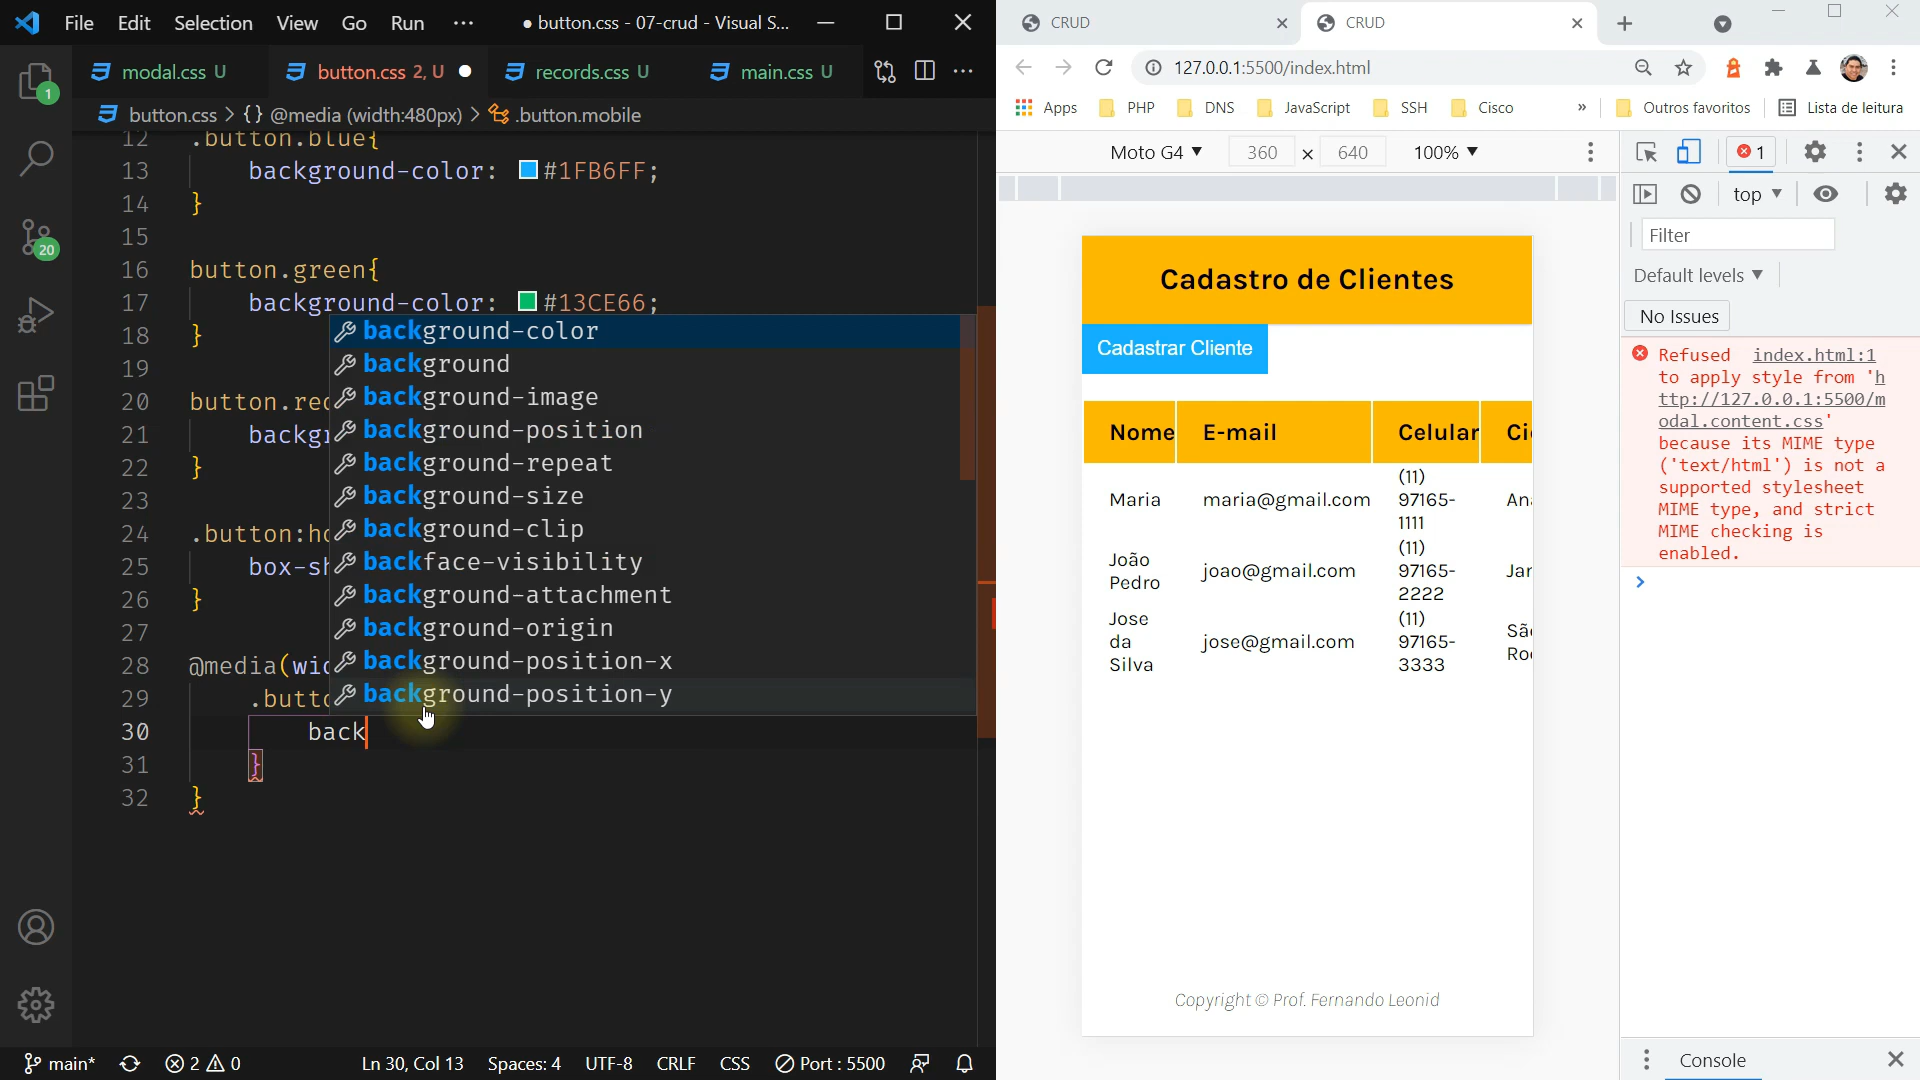 File Edit Selection View Go Run ··· ● button.css - 07-crud - Visual S...
modal.css U button.css 2, U ● records.css U main.css U ···
button.css > {} @media (width:480px) > .button.mobile
12 .button.blue{
13 background-color: #1FB6FF;
14 }
15
16 button.green{
17 background-color: #13CE66;
18 }
19
20 button.red
21 backgr
22 }
23
24 .button:ho
25 box-sh
26 }
27
28 @media(wid
29 .butto
30 back
31 }
32 }
background-color
background
background-image
background-position
background-repeat
background-size
background-clip
backface-visibility
background-attachment
background-origin
background-position-x
background-position-y
1
20
main* 2 0 Ln 30, Col 13 Spaces: 4 UTF-8 CRLF CSS Port : 5500
CRUD CRUD
127.0.0.1:5500/index.html
Apps PHP DNS JavaScript SSH Cisco » Outros favoritos Lista de leitura
Moto G4 ▼ 360 × 640 100% ▼
Cadastro de Clientes
Cadastrar Cliente
Nome E-mail Celular Ci
Maria maria@gmail.com (11) 97165-1111 An
João Pedro joao@gmail.com (11) 97165-2222 Jar
Jose da Silva jose@gmail.com (11) 97165-3333 Sã Ro
Copyright © Prof. Fernando Leonid
1
top ▼
Filter
Default levels ▼
No Issues
Refused index.html:1
to apply style from 'h
ttp://127.0.0.1:5500/m
odal.content.css'
because its MIME type
('text/html') is not a
supported stylesheet
MIME type, and strict
MIME checking is
enabled.
Console